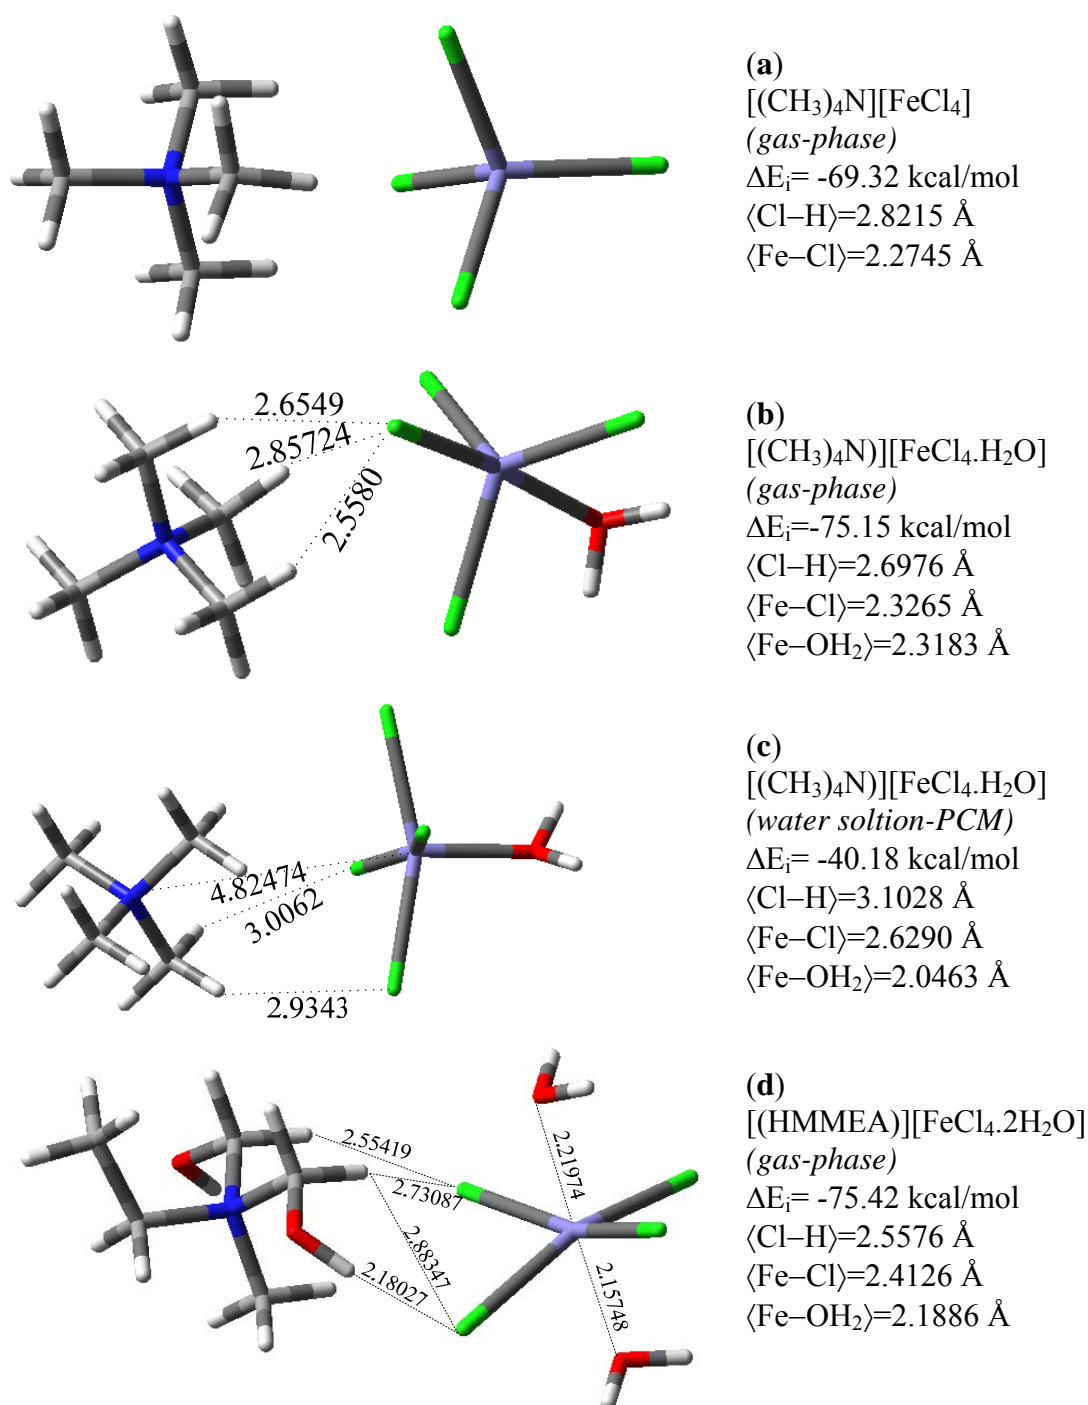 (a)
[(CH₃)₄N][FeCl₄]
(gas-phase)
ΔEᵢ= -69.32 kcal/mol
⟨Cl–H⟩=2.8215 Å
⟨Fe–Cl⟩=2.2745 Å
2.6549
2.85724
2.5580
(b)
[(CH₃)₄N)][FeCl₄.H₂O]
(gas-phase)
ΔEᵢ=-75.15 kcal/mol
⟨Cl–H⟩=2.6976 Å
⟨Fe–Cl⟩=2.3265 Å
⟨Fe–OH₂⟩=2.3183 Å
4.82474
3.0062
2.9343
(c)
[(CH₃)₄N)][FeCl₄.H₂O]
(water soltion-PCM)
ΔEᵢ= -40.18 kcal/mol
⟨Cl–H⟩=3.1028 Å
⟨Fe–Cl⟩=2.6290 Å
⟨Fe–OH₂⟩=2.0463 Å
2.55419
2.73087
2.88347
2.18027
2.21974
2.15748
(d)
[(HMMEA)][FeCl₄.2H₂O]
(gas-phase)
ΔEᵢ= -75.42 kcal/mol
⟨Cl–H⟩=2.5576 Å
⟨Fe–Cl⟩=2.4126 Å
⟨Fe–OH₂⟩=2.1886 Å